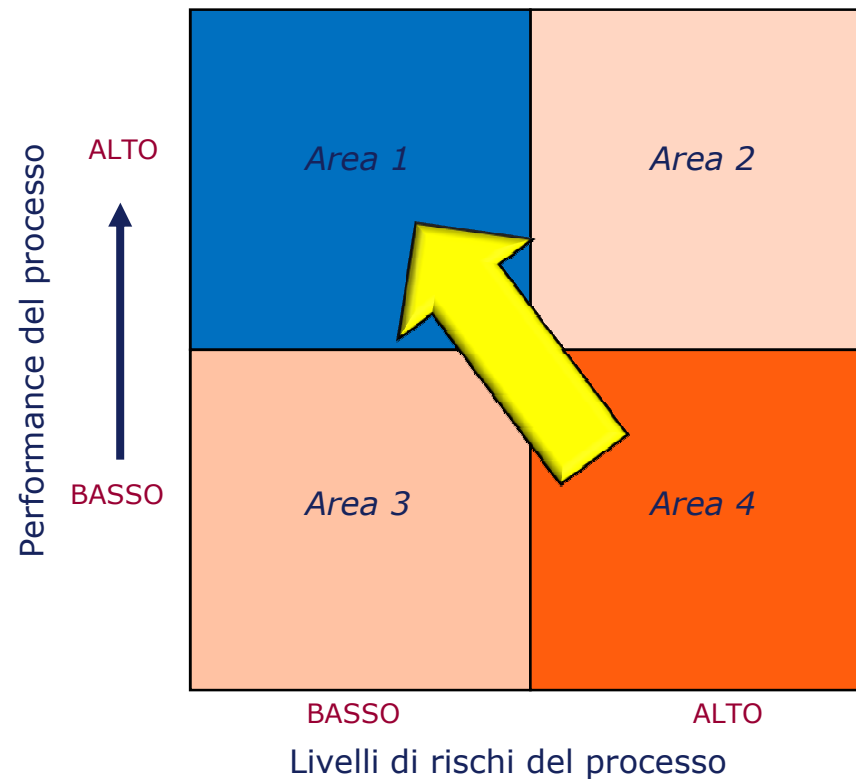 Performance del processo
ALTO
Area 1
Area 2
BASSO
Area 3
Area 4
BASSO
ALTO
Livelli di rischi del processo